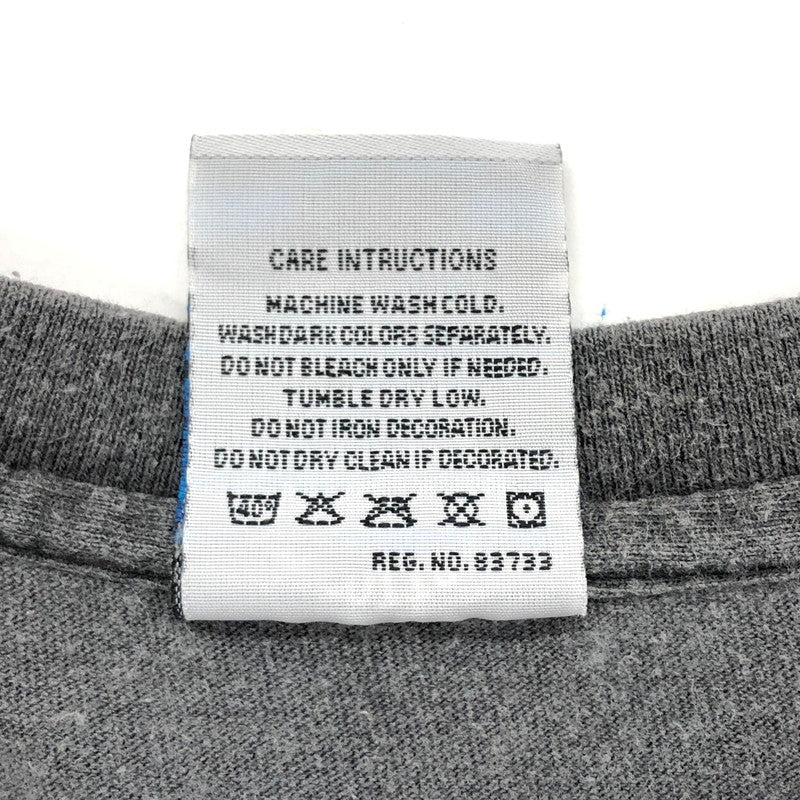 CARE INTRUCTIONS
MACHINE WASH COLD.
WASH DARK COLORS SEPARATELY.
DO NOT BLEACH ONLY IF NEEDED.
TUMBLE DRY LOW.
DO NOT IRON DECORATION.
DO NOT DRY CLEAN IF DECORATED.
40°
REG. NO. 83733